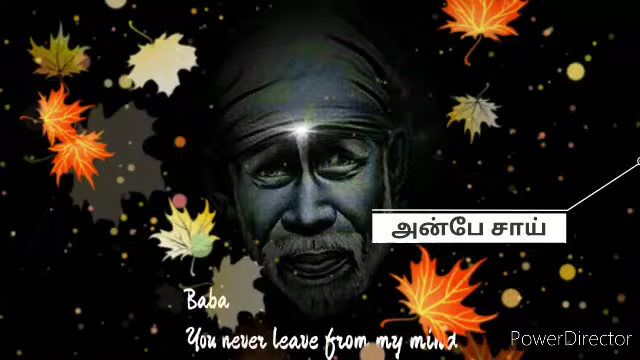 அன்பே சாய்
Baba
You never leave from my mind
PowerDirector